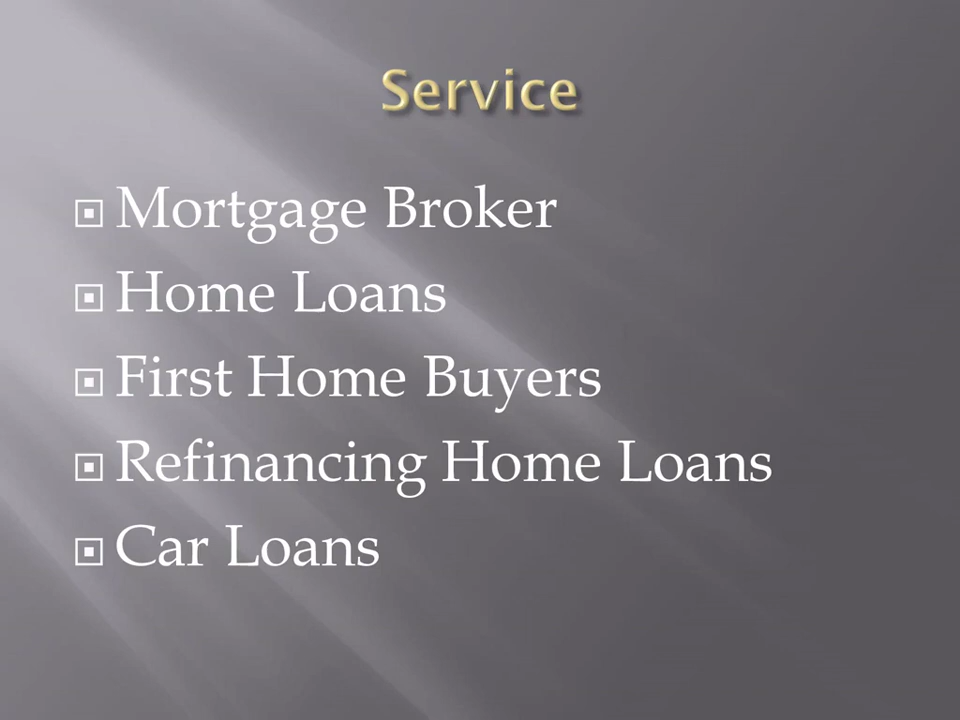 Service
Mortgage Broker
Home Loans
First Home Buyers
Refinancing Home Loans
Car Loans